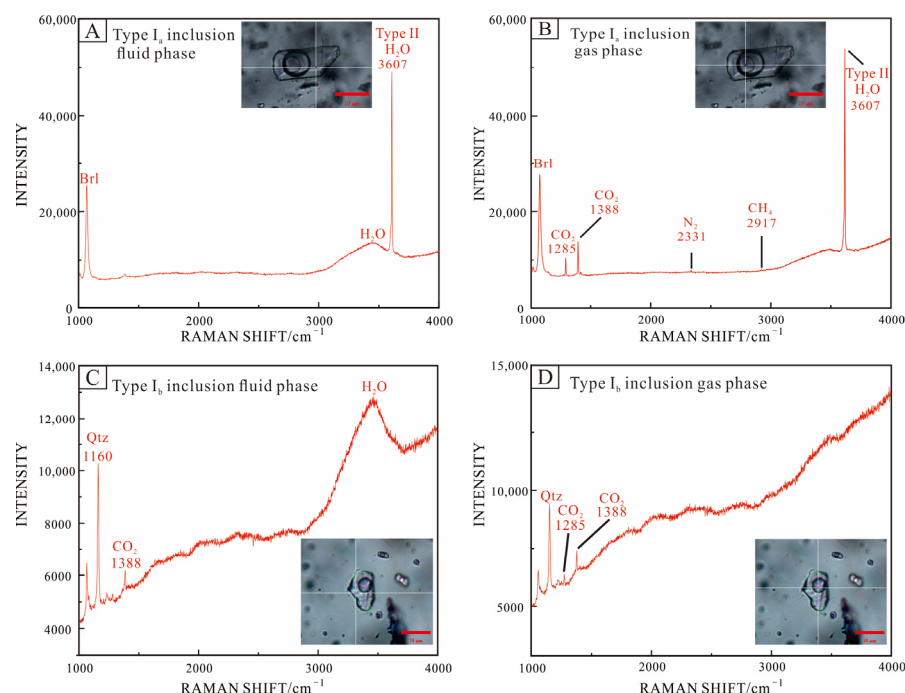 60,000
A
Type Iₐ inclusion
fluid phase
Type II
H₂O
3607
40,000
INTENSITY
Brl
20,000
H₂O
0
1000
2000
3000
4000
RAMAN SHIFT/cm⁻¹
60,000
B
Type Iₐ inclusion
gas phase
Type II
H₂O
3607
40,000
INTENSITY
Brl
CO₂
1388
20,000
CO₂
1285
N₂
2331
CH₄
2917
0
1000
2000
3000
4000
RAMAN SHIFT/cm⁻¹
14,000
C
Type I_b inclusion fluid phase
H₂O
12,000
Qtz
1160
10,000
INTENSITY
8000
CO₂
1388
6000
4000
1000
2000
3000
4000
RAMAN SHIFT/cm⁻¹
15,000
D
Type I_b inclusion gas phase
INTENSITY
10,000
Qtz
CO₂
1285
CO₂
1388
5000
1000
2000
3000
4000
RAMAN SHIFT/cm⁻¹